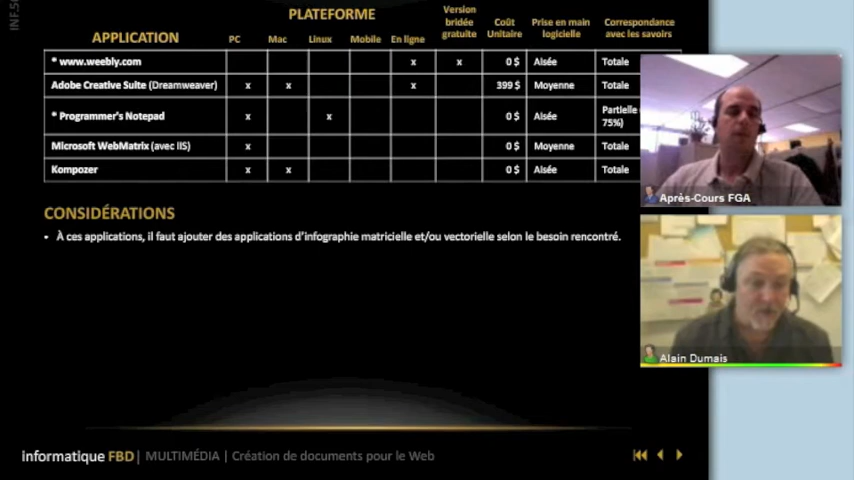 INF.50
PLATEFORME
APPLICATION PC Mac Linux Mobile En ligne Version bridée gratuite Coût Unitaire Prise en main logicielle Correspondance avec les savoirs
* www.weebly.com x x 0 $ Aisée Totale
Adobe Creative Suite (Dreamweaver) x x x 399 $ Moyenne Totale
* Programmer's Notepad x x 0 $ Aisée Partielle 75%)
Microsoft WebMatrix (avec IIS) x 0 $ Moyenne Totale
Kompozer x x 0 $ Aisée Totale
CONSIDÉRATIONS
• À ces applications, il faut ajouter des applications d'infographie matricielle et/ou vectorielle selon le besoin rencontré.
Après-Cours FGA
Alain Dumais
informatique FBD | MULTIMÉDIA | Création de documents pour le Web